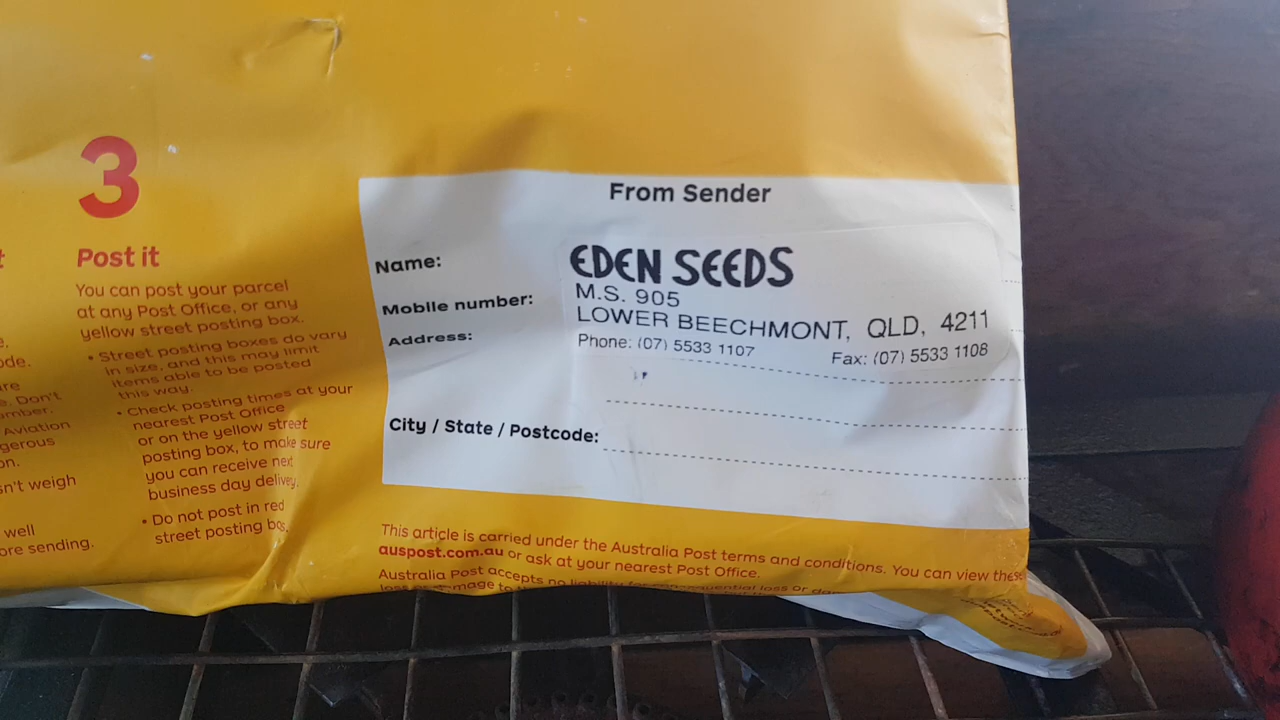 3
Post it
You can post your parcel
at any Post Office, or any
yellow street posting box.
• Street posting boxes do vary
in size, and this may limit
items able to be posted
this way.
• Check posting times at your
nearest Post Office
or on the yellow street
posting box, to make sure
you can receive next
business day delivey.
• Do not post in red
street posting
Don't
Aviation
weigh
well
sending.
From Sender
Name:
EDEN SEEDS
M.S. 905
Mobile number:
LOWER BEECHMONT, QLD, 4211
Address:
Phone: (07) 5533 1107 Fax: (07) 5533 1108
City / State / Postcode:
This article is carried under the Australia Post terms and conditions. You can view these
auspost.com.au or ask at your nearest Post Office.
Australia Post accepts no liability for consequential loss or